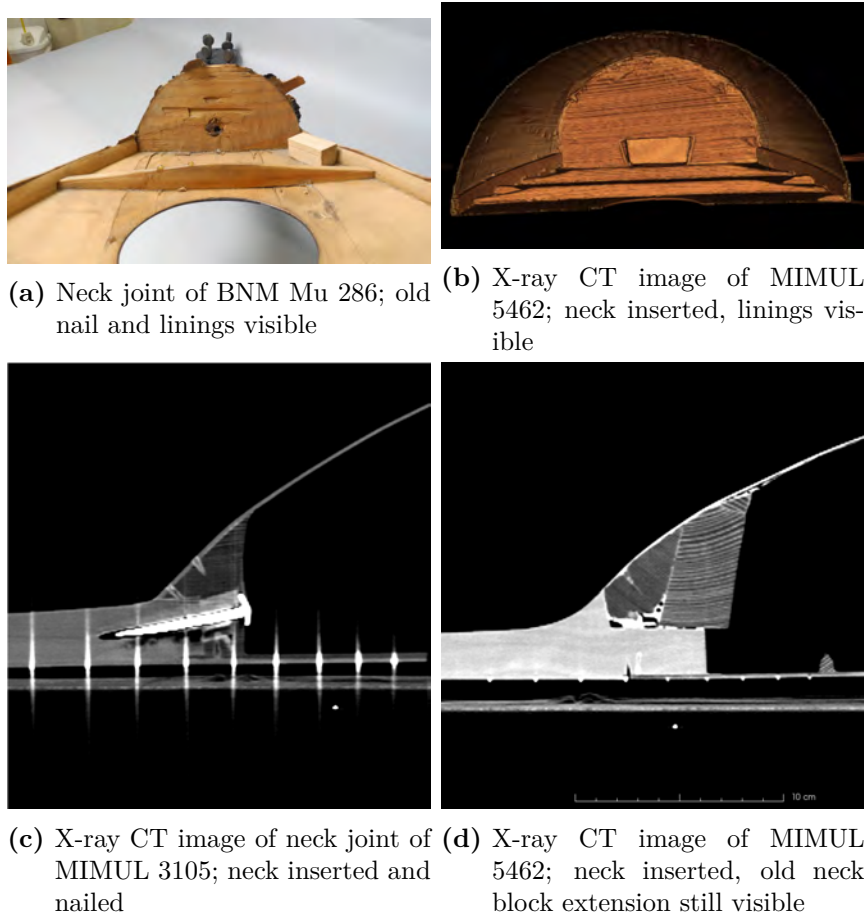 (a) Neck joint of BNM Mu 286; old
nail and linings visible
(b) X-ray CT image of MIMUL
5462; neck inserted, linings vis-
ible
10 cm
(c) X-ray CT image of neck joint of
MIMUL 3105; neck inserted and
nailed
(d) X-ray CT image of MIMUL
5462; neck inserted, old neck
block extension still visible